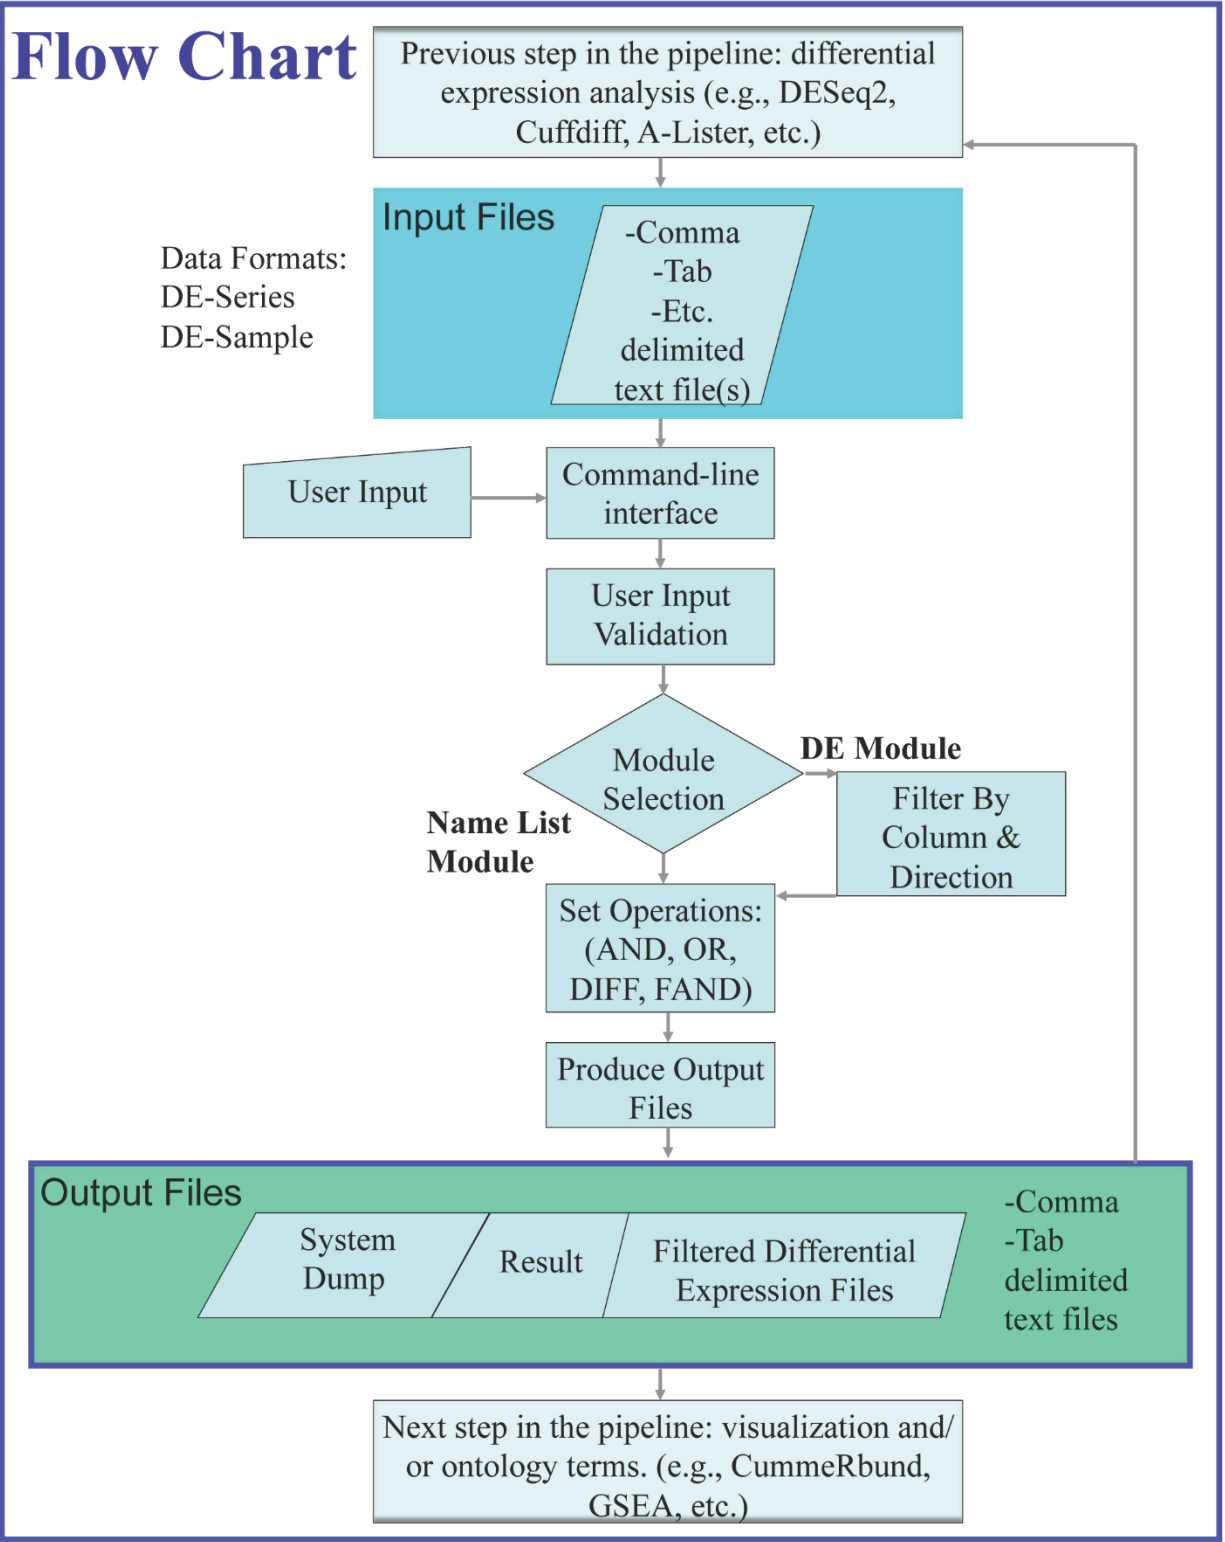 Flow Chart
Previous step in the pipeline: differential
expression analysis (e.g., DESeq2,
Cuffdiff, A-Lister, etc.)
Input Files
-Comma
-Tab
-Etc.
delimited
text file(s)
Data Formats:
DE-Series
DE-Sample
User Input
Command-line
interface
User Input
Validation
Module
Selection
DE Module
Name List
Module
Filter By
Column &
Direction
Set Operations:
(AND, OR,
DIFF, FAND)
Produce Output
Files
Output Files
System
Dump
Result
Filtered Differential
Expression Files
-Comma
-Tab
delimited
text files
Next step in the pipeline: visualization and/
or ontology terms. (e.g., CummeRbund,
GSEA, etc.)